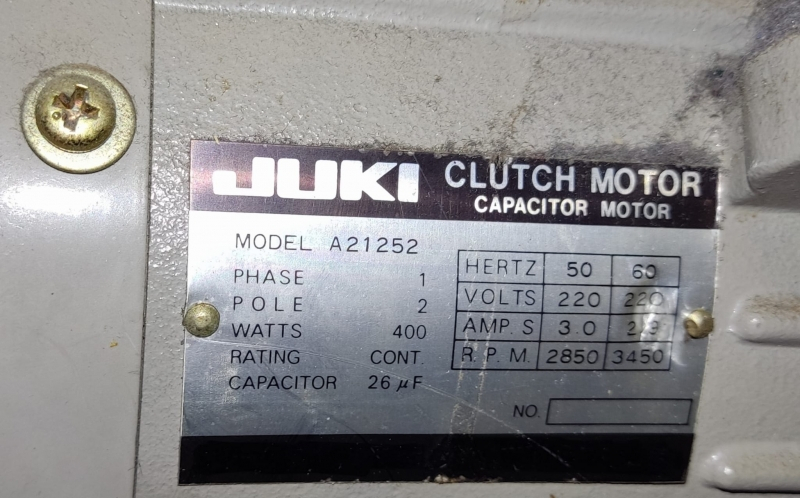 JUKI CLUTCH MOTOR
CAPACITOR MOTOR
MODEL A21252
PHASE 1
POLE 2
WATTS 400
RATING CONT.
CAPACITOR 26 μF
HERTZ 50 60
VOLTS 220 220
AMP. S 3.0 2.9
R. P. M. 2850 3450
NO.